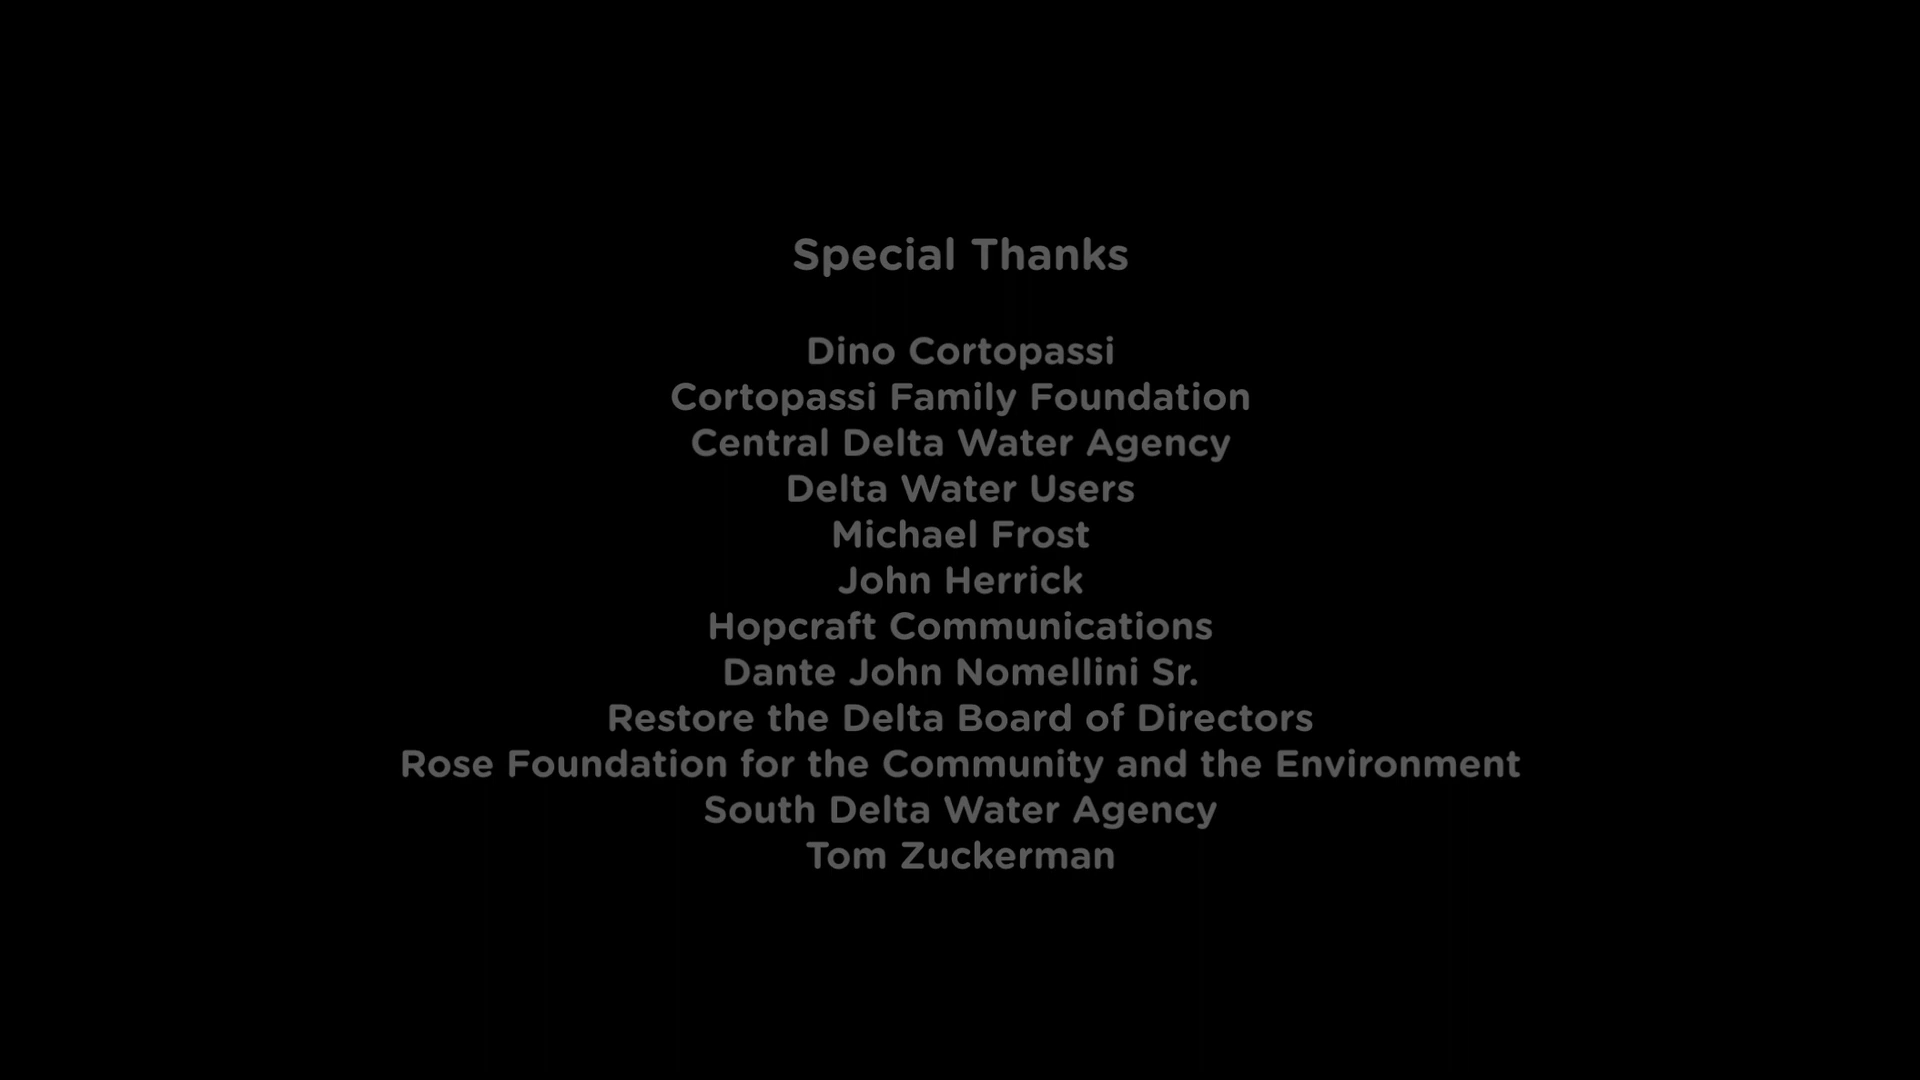 Special Thanks
Dino Cortopassi
Cortopassi Family Foundation
Central Delta Water Agency
Delta Water Users
Michael Frost
John Herrick
Hopcraft Communications
Dante John Nomellini Sr.
Restore the Delta Board of Directors
Rose Foundation for the Community and the Environment
South Delta Water Agency
Tom Zuckerman